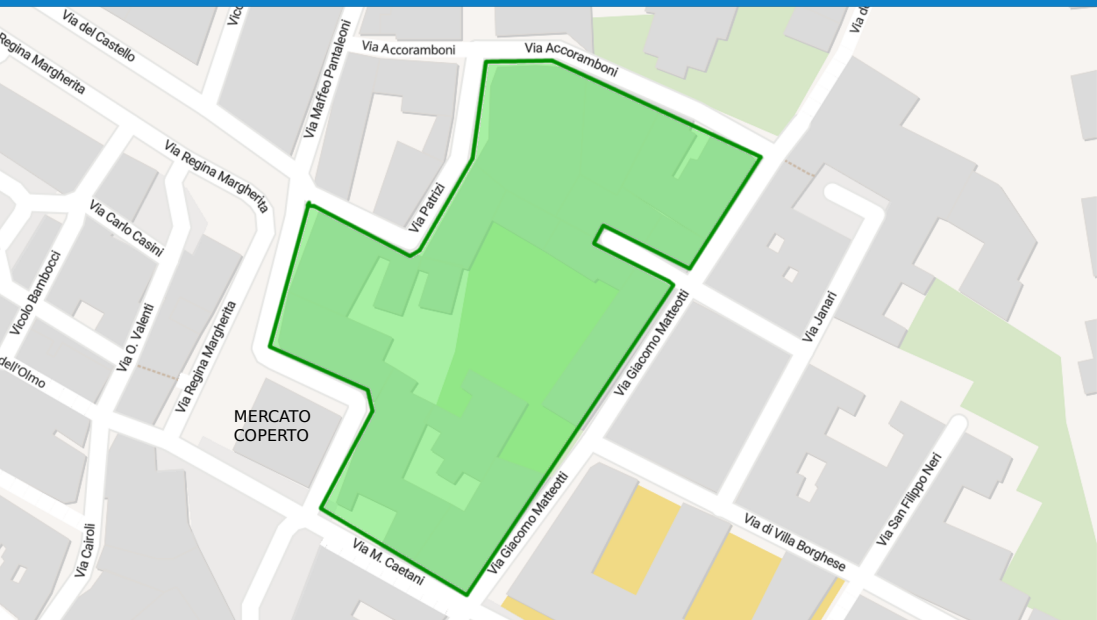 Via del Castello
Via Maffeo Pantaleoni
Via Accoramboni
Via Accoramboni
Regina Margherita
Via Regina Margherita
Via Patrizi
Via Carlo Casini
Vicolo Bambocci
Via O. Valenti
Via Regina Margherita
dell'Olmo
MERCATO
COPERTO
Via Giacomo Matteotti
Via Janari
Via Giacomo Matteotti
Via San Filippo Neri
Via di Villa Borghese
Via M. Caetani
Via Cairoli